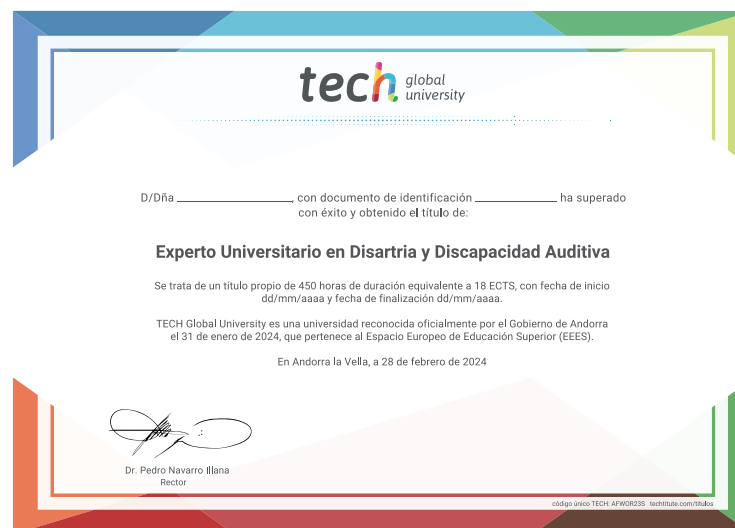 tech global
university
D/Dña ______________________, con documento de identificación ________________ ha superado
con éxito y obtenido el título de:
Experto Universitario en Disartria y Discapacidad Auditiva
Se trata de un título propio de 450 horas de duración equivalente a 18 ECTS, con fecha de inicio
dd/mm/aaaa y fecha de finalización dd/mm/aaaa.
TECH Global University es una universidad reconocida oficialmente por el Gobierno de Andorra
el 31 de enero de 2024, que pertenece al Espacio Europeo de Educación Superior (EEES).
En Andorra la Vella, a 28 de febrero de 2024
Dr. Pedro Navarro Illana
Rector
código único TECH: AFWOR23S techtitute.com/titulos